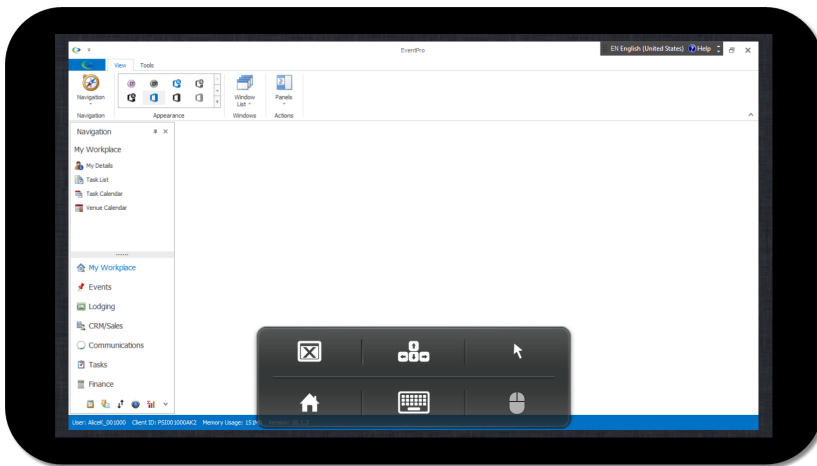 EventPro
EN English (United States) Help
View Tools
Navigation
Window List
Panels
Navigation Appearance Windows Actions
Navigation
My Workplace
My Details
Task List
Task Calendar
Venue Calendar
My Workplace
Events
Lodging
CRM/Sales
Communications
Tasks
Finance
User: AliceK_001000 Client ID: PSI001000AK2 Memory Usage: 151Mb